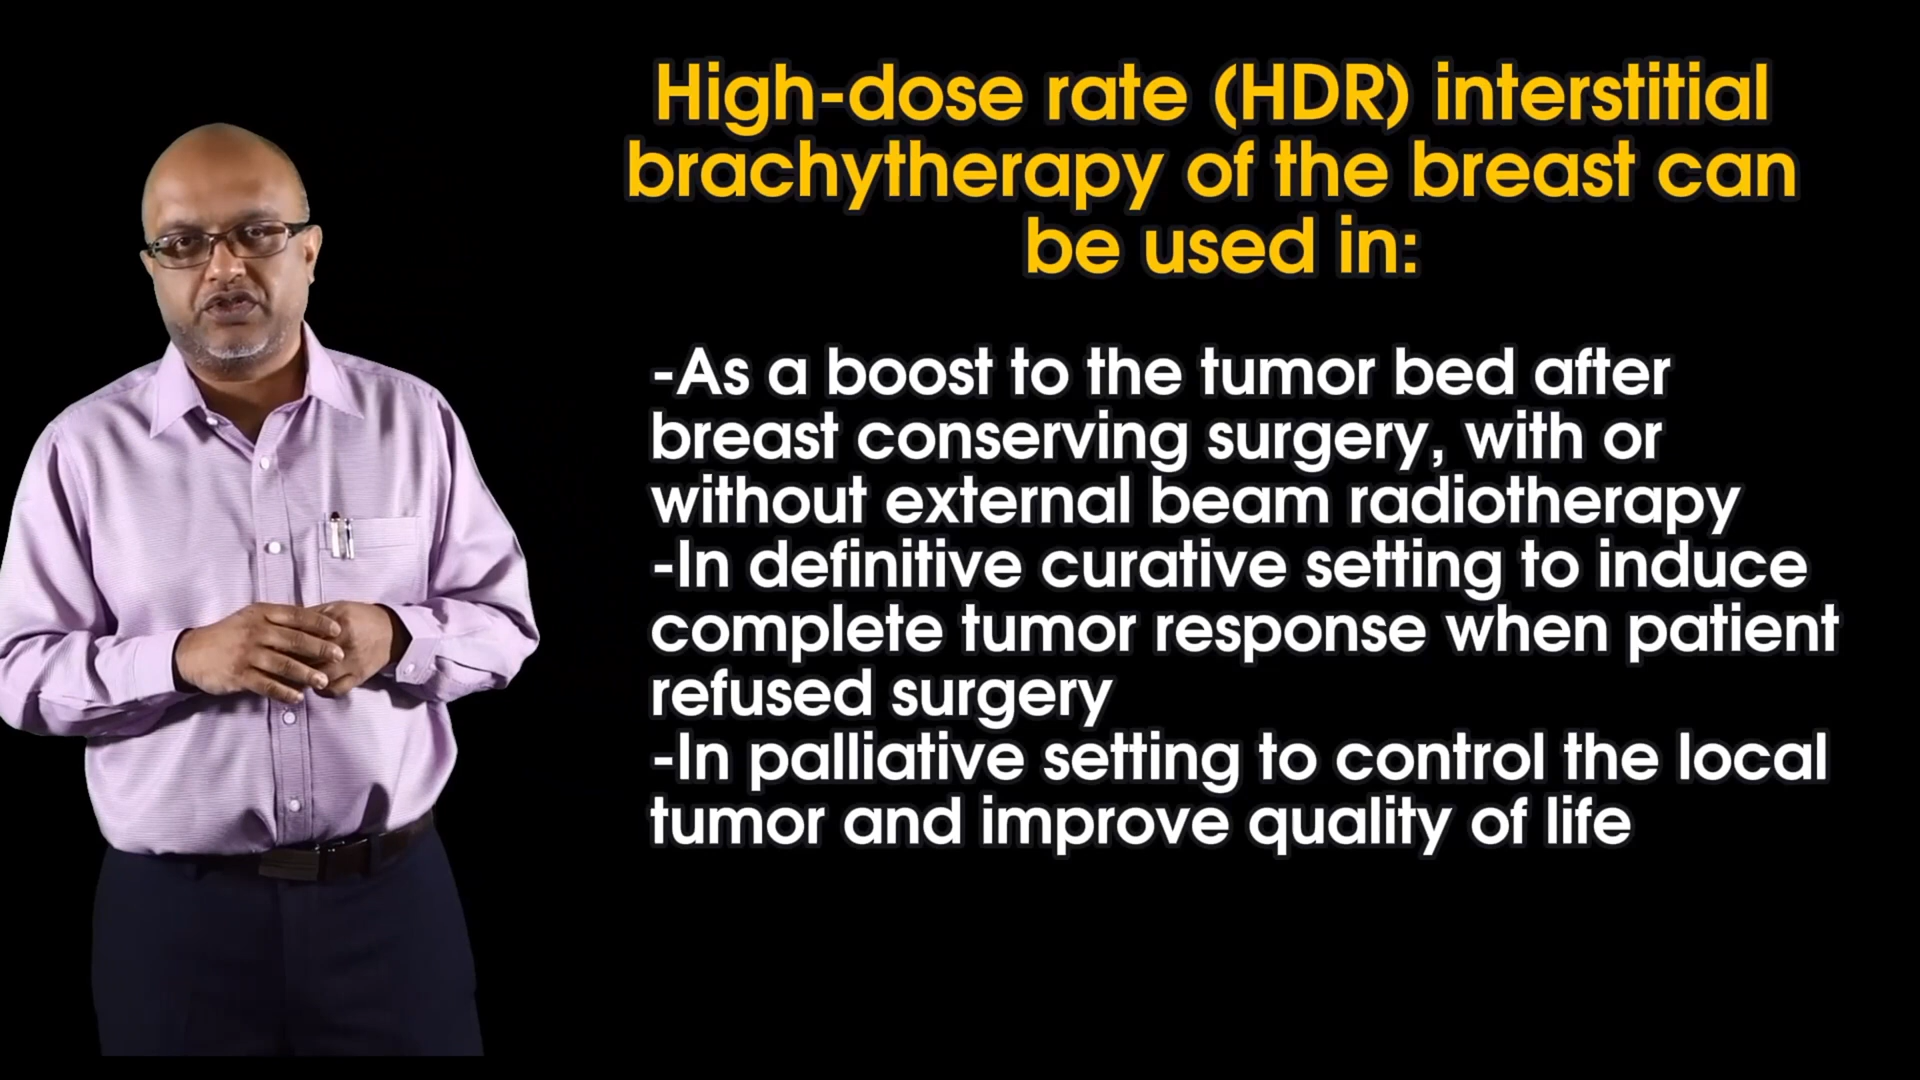 High-dose rate (HDR) interstitial
brachytherapy of the breast can
be used in:
-As a boost to the tumor bed after
breast conserving surgery, with or
without external beam radiotherapy
-In definitive curative setting to induce
complete tumor response when patient
refused surgery
-In palliative setting to control the local
tumor and improve quality of life